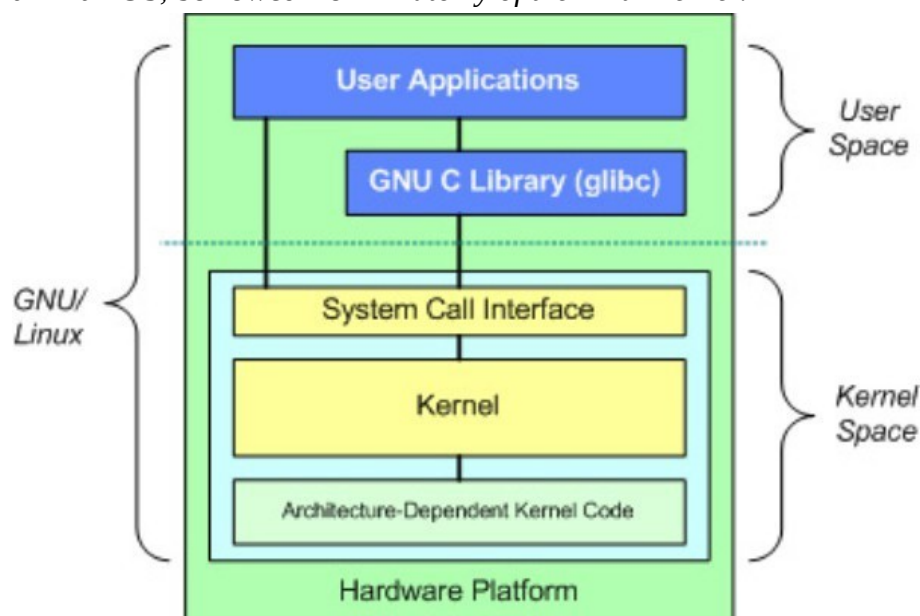 User Applications
User
Space
GNU C Library (glibc)
GNU/
Linux
System Call Interface
Kernel
Kernel
Space
Architecture-Dependent Kernel Code
Hardware Platform